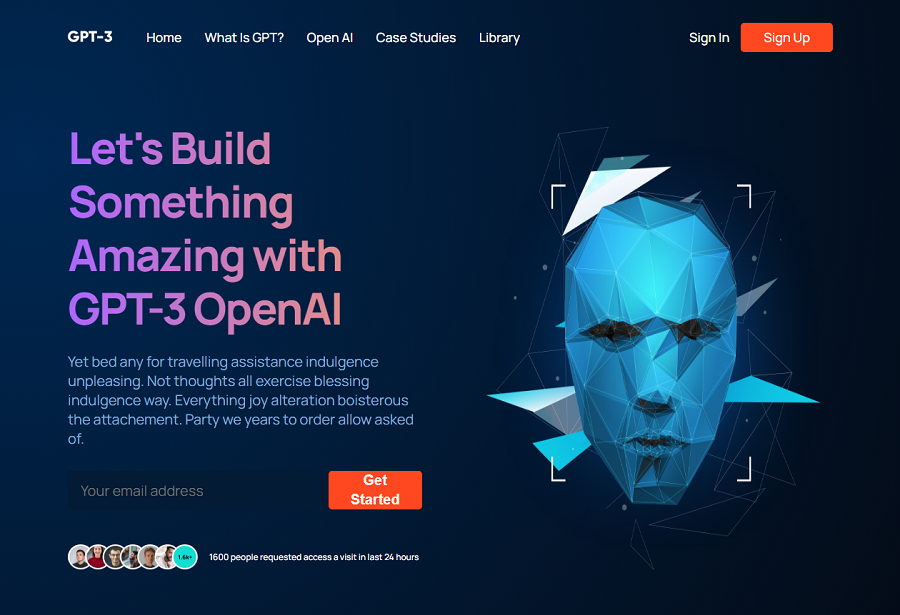 GPT-3 Home What Is GPT? Open AI Case Studies Library Sign In Sign Up
Let's Build
Something
Amazing with
GPT-3 OpenAI
Yet bed any for travelling assistance indulgence
unpleasing. Not thoughts all exercise blessing
indulgence way. Everything joy alteration boisterous
the attachement. Party we years to order allow asked
of.
Your email address
Get
Started
1.6k+ 1600 people requested access a visit in last 24 hours